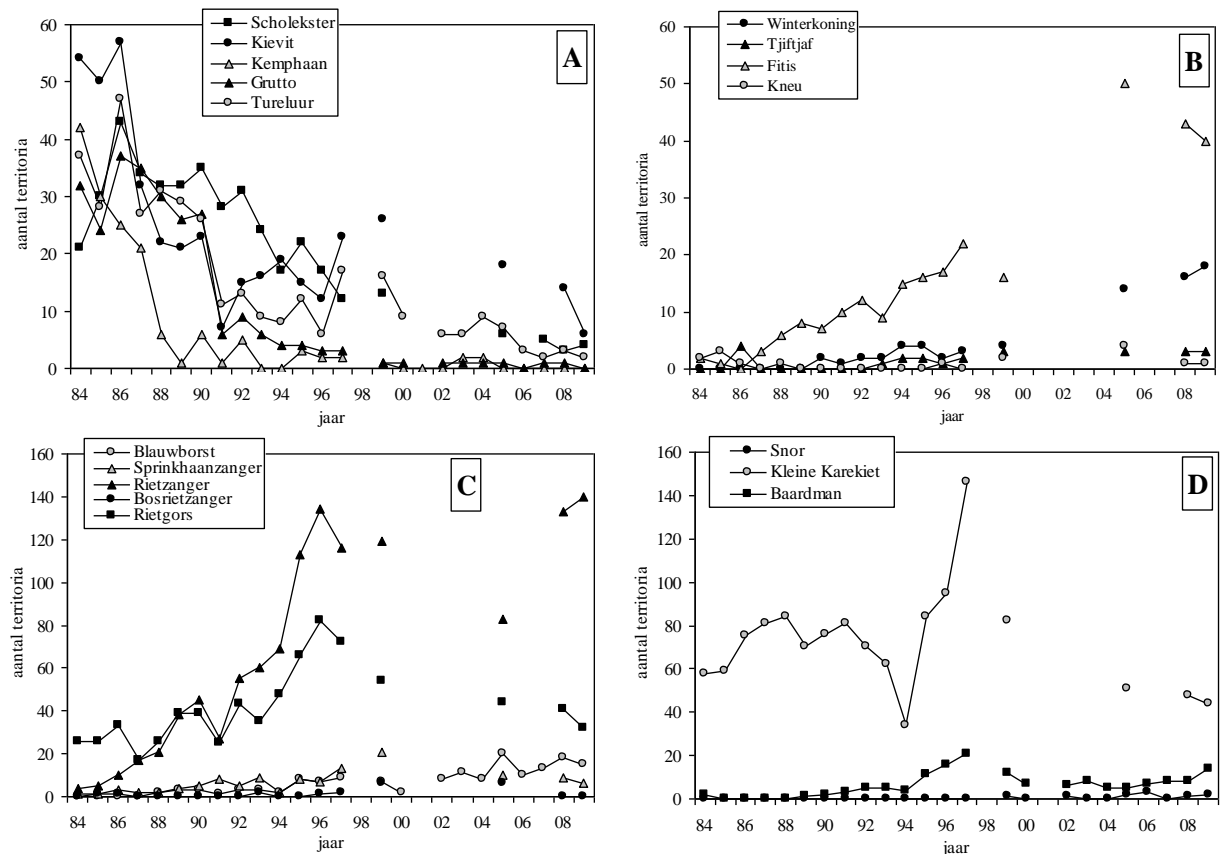 Scholekster
Kievit
Kemphaan
Grutto
Tureluur
A
60
50
40
30
20
10
0
aantal territoria
84 86 88 90 92 94 96 98 00 02 04 06 08
jaar
Winterkoning
Tjiftjaf
Fitis
Kneu
B
60
50
40
30
20
10
0
aantal territoria
84 86 88 90 92 94 96 98 00 02 04 06 08
jaar
Blauwborst
Sprinkhaanzanger
Rietzanger
Bosrietzanger
Rietgors
C
160
140
120
100
80
60
40
20
0
aantal territoria
84 86 88 90 92 94 96 98 00 02 04 06 08
jaar
Snor
Kleine Karekiet
Baardman
D
160
140
120
100
80
60
40
20
0
aantal territoria
84 86 88 90 92 94 96 98 00 02 04 06 08
jaar